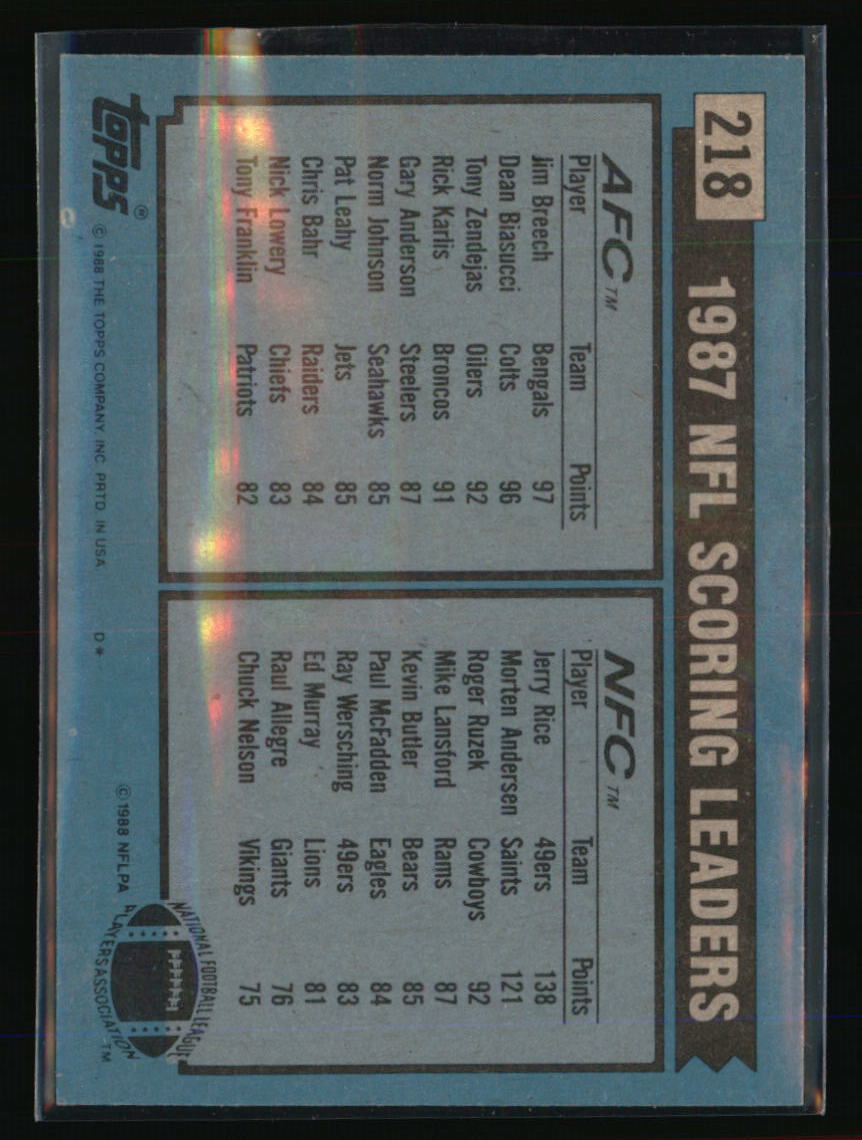 218
1987 NFL SCORING LEADERS
AFC™
Player Team Points
Jim Breech Bengals 97
Dean Biasucci Colts 96
Tony Zendejas Oilers 92
Rick Karlis Broncos 91
Gary Anderson Steelers 87
Norm Johnson Seahawks 85
Pat Leahy Jets 85
Chris Bahr Raiders 84
Nick Lowery Chiefs 83
Tony Franklin Patriots 82
NFC™
Player Team Points
Jerry Rice 49ers 138
Morten Andersen Saints 121
Roger Ruzek Cowboys 92
Mike Lansford Rams 87
Kevin Butler Bears 85
Paul McFadden Eagles 84
Ray Wersching 49ers 83
Ed Murray Lions 81
Raul Allegre Giants 76
Chuck Nelson Vikings 75
topps® © 1988 THE TOPPS COMPANY, INC. PRTD. IN USA D*
© 1988 NFLPA
NATIONAL FOOTBALL LEAGUE
PLAYERS ASSOCIATION™